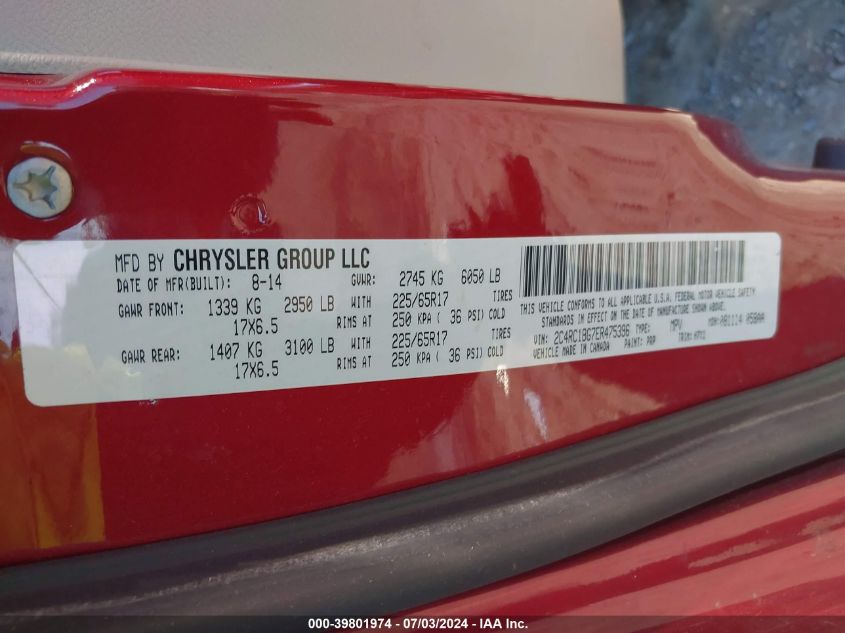 MFD BY CHRYSLER GROUP LLC
DATE OF MFR(BUILT): 8-14 GVWR: 2745 KG 6050 LB
GAWR FRONT: 1339 KG 2950 LB WITH 225/65R17 TIRES
17X6.5 RIMS AT 250 KPA ( 36 PSI) COLD
GAWR REAR: 1407 KG 3100 LB WITH 225/65R17 TIRES
17X6.5 RIMS AT 250 KPA ( 36 PSI) COLD
THIS VEHICLE CONFORMS TO ALL APPLICABLE U.S.A. FEDERAL MOTOR VEHICLE SAFETY
STANDARDS IN EFFECT ON THE DATE OF MANUFACTURE SHOWN ABOVE.
VIN: 2C4RC1BG7ER475396 TYPE: MPV MDH: 081114 058AA
VEHICLE MADE IN CANADA PAINT: PRP TRIM:
000-39801974 - 07/03/2024 - IAA Inc.